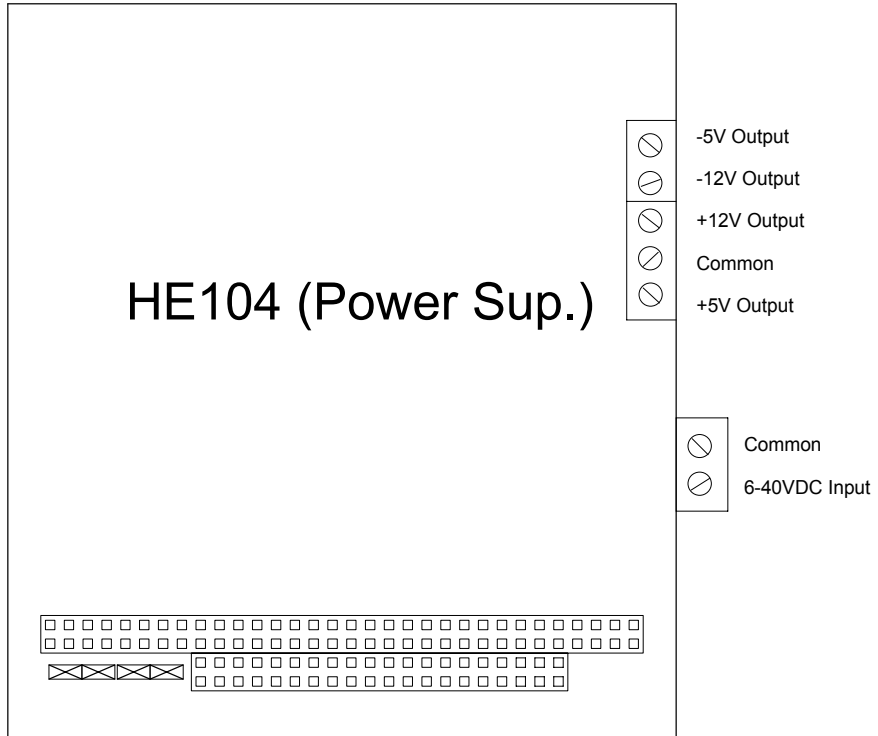 -5V Output
-12V Output
+12V Output
Common
+5V Output
HE104 (Power Sup.)
Common
6-40VDC Input